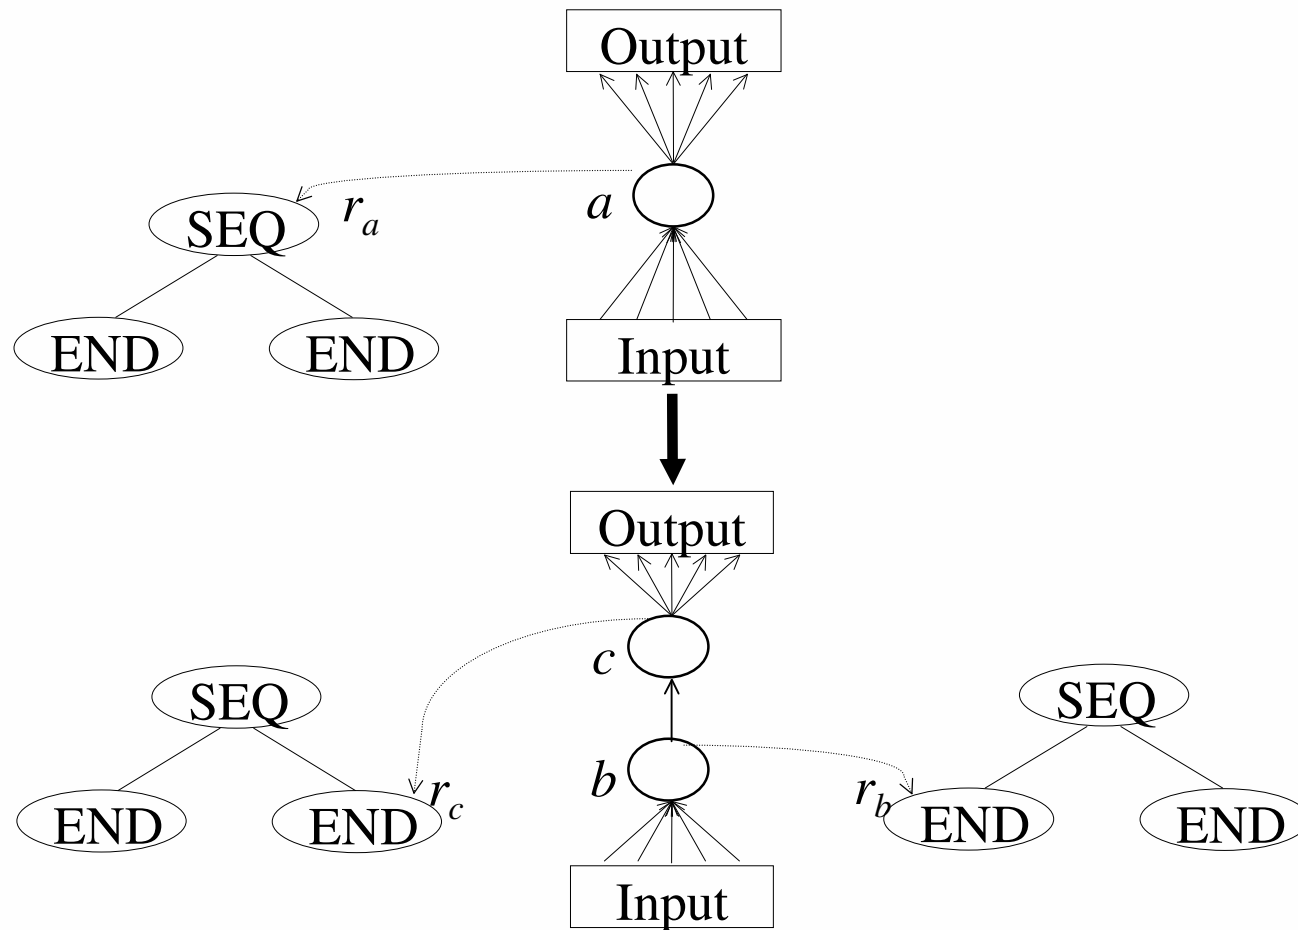 Output
SEQ
r_a
a
END
END
Input
Output
c
SEQ
SEQ
b
r_c
r_b
END
END
END
END
Input